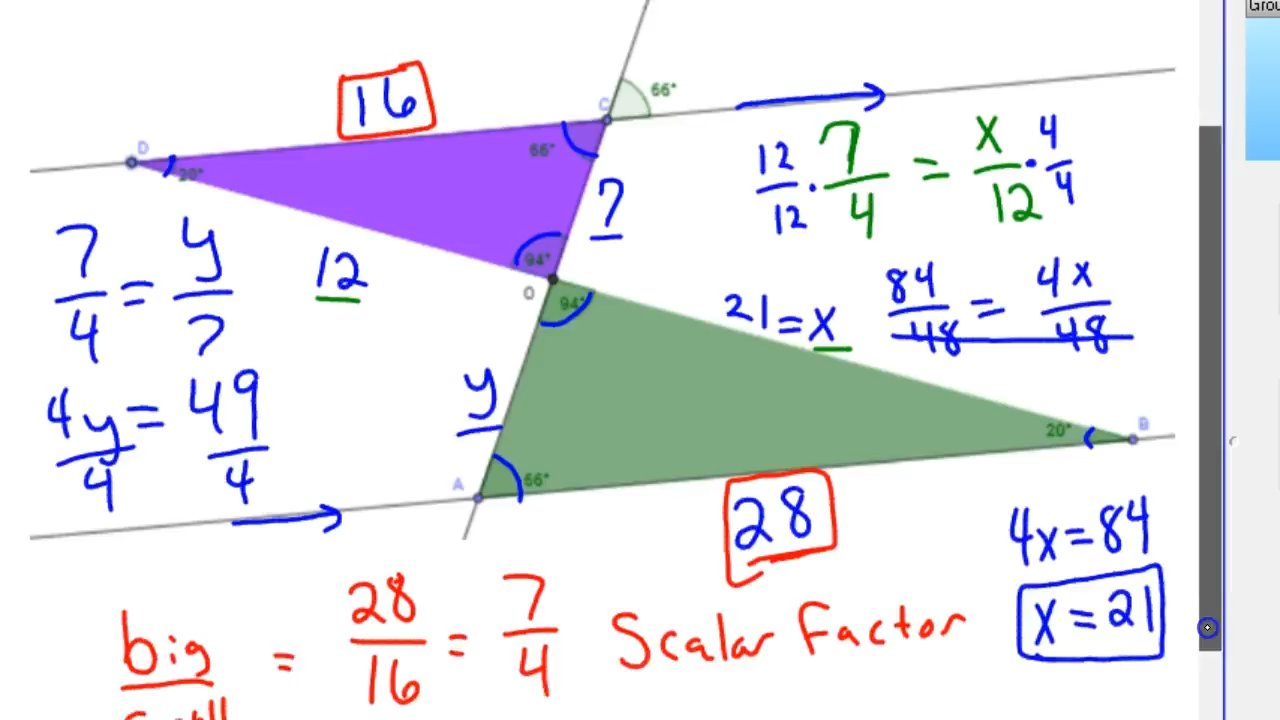 Grou
16
C
66°
D
20°
66°
12/12 · 7/4 = x/12 · 4/4
7
7/4 = y/7
12
94°
O
94°
21 = x
84/48 = 4x/48
y
4y/4 = 49/4
20°
B
A
66°
28
4x = 84
x = 21
big = 28/16 = 7/4 Scalar Factor